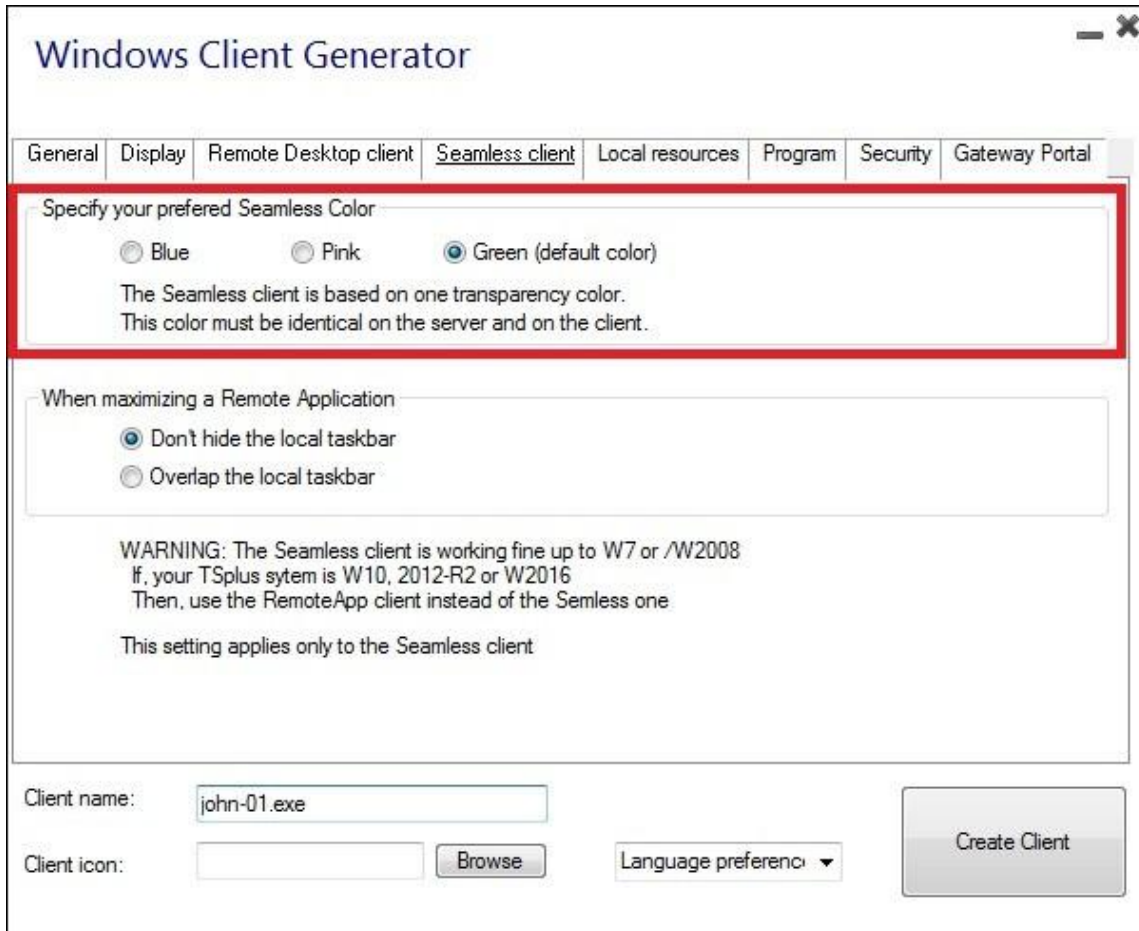 Windows Client Generator
General Display Remote Desktop client Seamless client Local resources Program Security Gateway Portal
Specify your prefered Seamless Color
Blue Pink Green (default color)
The Seamless client is based on one transparency color.
This color must be identical on the server and on the client.
When maximizing a Remote Application
Don't hide the local taskbar
Overlap the local taskbar
WARNING: The Seamless client is working fine up to W7 or /W2008
If, your TSplus sytem is W10, 2012-R2 or W2016
Then, use the RemoteApp client instead of the Semless one
This setting applies only to the Seamless client
Client name: john-01.exe
Create Client
Client icon: Browse Language preferenc